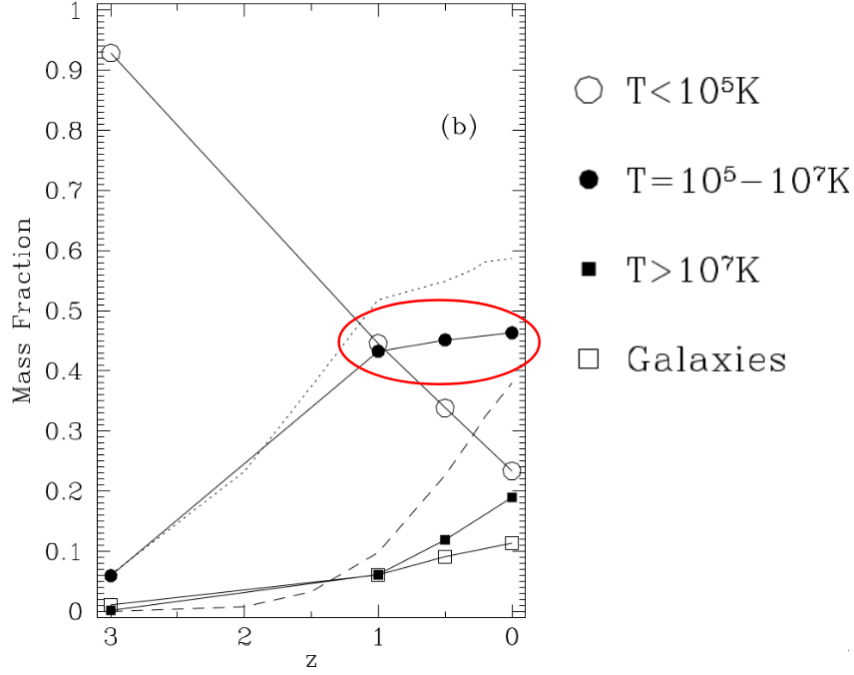 1
0.9
0.8
0.7
0.6
0.5
0.4
0.3
0.2
0.1
0
Mass Fraction
(b)
3 2 1 0
z
T<10⁵K
T=10⁵−10⁷K
T>10⁷K
Galaxies